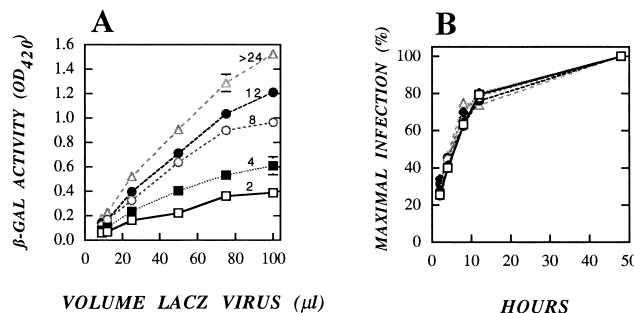 A
B
β-GAL ACTIVITY (OD420)
1.6
1.4
1.2
1.0
0.8
0.6
0.4
0.2
0.0
>24
12
8
4
2
0 20 40 60 80 100
VOLUME LACZ VIRUS (µl)
MAXIMAL INFECTION (%)
100
80
60
40
20
0
0 10 20 30 40 50
HOURS